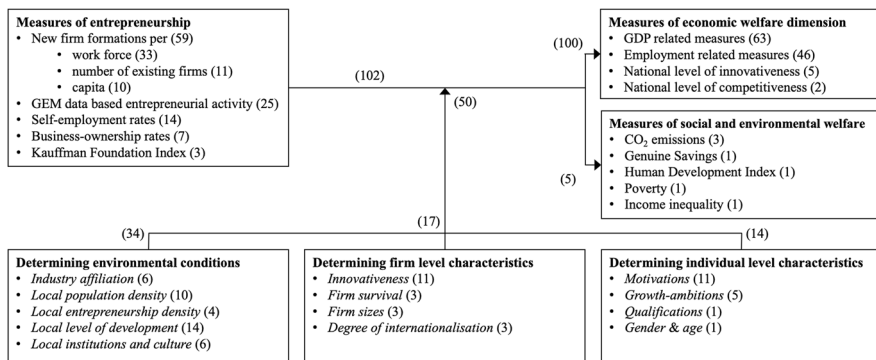 Measures of entrepreneurship
• New firm formations per (59)
• work force (33)
• number of existing firms (11)
• capita (10)
• GEM data based entrepreneurial activity (25)
• Self-employment rates (14)
• Business-ownership rates (7)
• Kauffman Foundation Index (3)
(102)
(50)
(100)
(5)
Measures of economic welfare dimension
• GDP related measures (63)
• Employment related measures (46)
• National level of innovativeness (5)
• National level of competitiveness (2)
Measures of social and environmental welfare
• CO₂ emissions (3)
• Genuine Savings (1)
• Human Development Index (1)
• Poverty (1)
• Income inequality (1)
(34)
(17)
(14)
Determining environmental conditions
• Industry affiliation (6)
• Local population density (10)
• Local entrepreneurship density (4)
• Local level of development (14)
• Local institutions and culture (6)
Determining firm level characteristics
• Innovativeness (11)
• Firm survival (3)
• Firm sizes (3)
• Degree of internationalisation (3)
Determining individual level characteristics
• Motivations (11)
• Growth-ambitions (5)
• Qualifications (1)
• Gender & age (1)